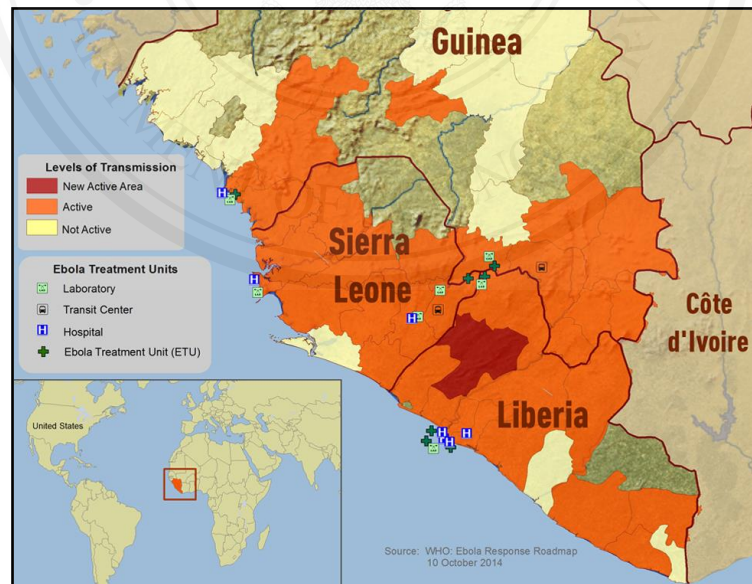 Guinea
Levels of Transmission
New Active Area
Active
Not Active
Sierra
Leone
Ebola Treatment Units
Laboratory
Transit Center
Hospital
Ebola Treatment Unit (ETU)
Côte
d'Ivoire
Liberia
United States
Source: WHO: Ebola Response Roadmap
10 October 2014